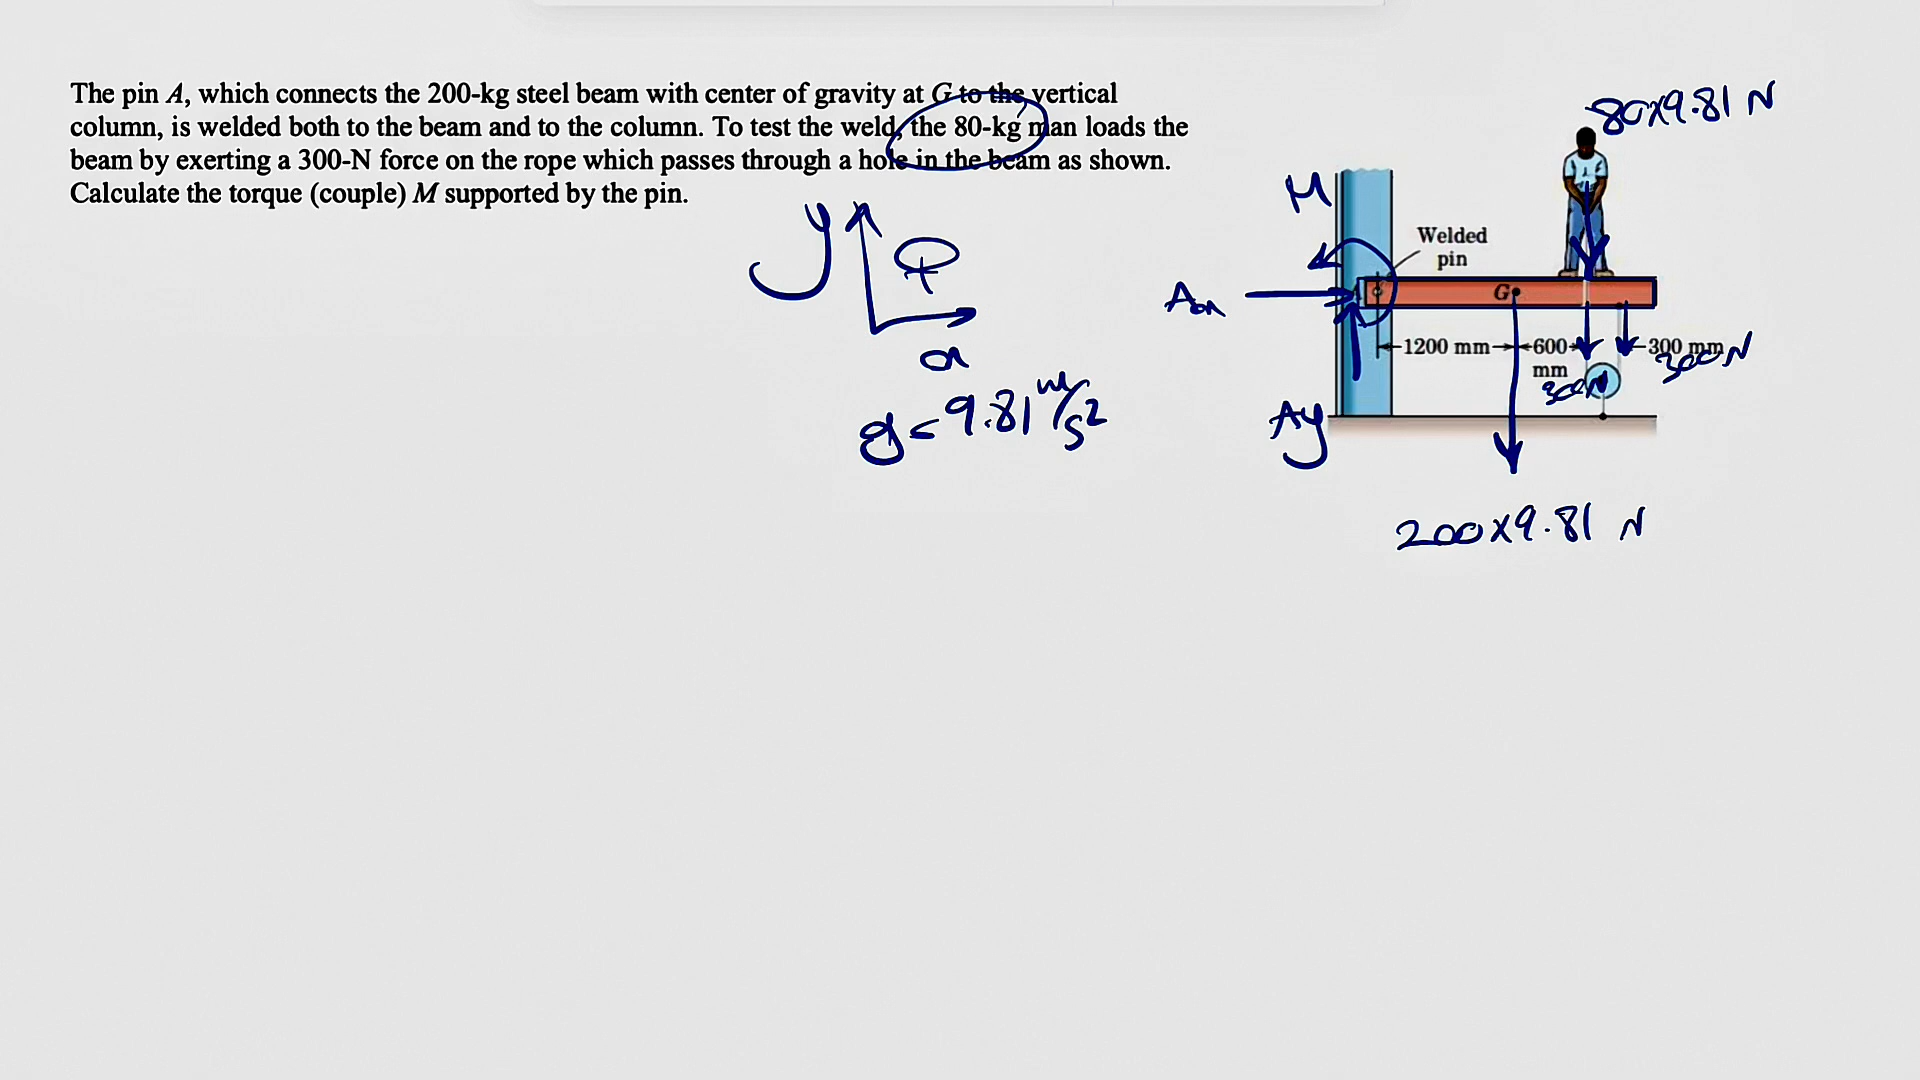 The pin A, which connects the 200-kg steel beam with center of gravity at G to the vertical
column, is welded both to the beam and to the column. To test the weld, the 80-kg man loads the
beam by exerting a 300-N force on the rope which passes through a hole in the beam as shown.
Calculate the torque (couple) M supported by the pin.
80x9.81 N
M
Welded
pin
y
+
x
g = 9.81 m/s2
Ax
A
G
1200 mm
600
mm
300 mm
300N
300N
Ay
200x9.81 N